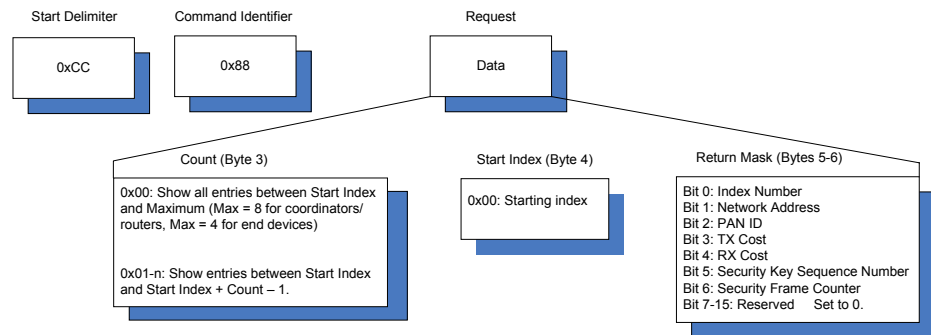 Start Delimiter
Command Identifier
Request
0xCC
0x88
Data
Count (Byte 3)
Start Index (Byte 4)
Return Mask (Bytes 5-6)
0x00: Show all entries between Start Index
and Maximum (Max = 8 for coordinators/
routers, Max = 4 for end devices)
0x01-n: Show entries between Start Index
and Start Index + Count – 1.
0x00: Starting index
Bit 0: Index Number
Bit 1: Network Address
Bit 2: PAN ID
Bit 3: TX Cost
Bit 4: RX Cost
Bit 5: Security Key Sequence Number
Bit 6: Security Frame Counter
Bit 7-15: Reserved Set to 0.